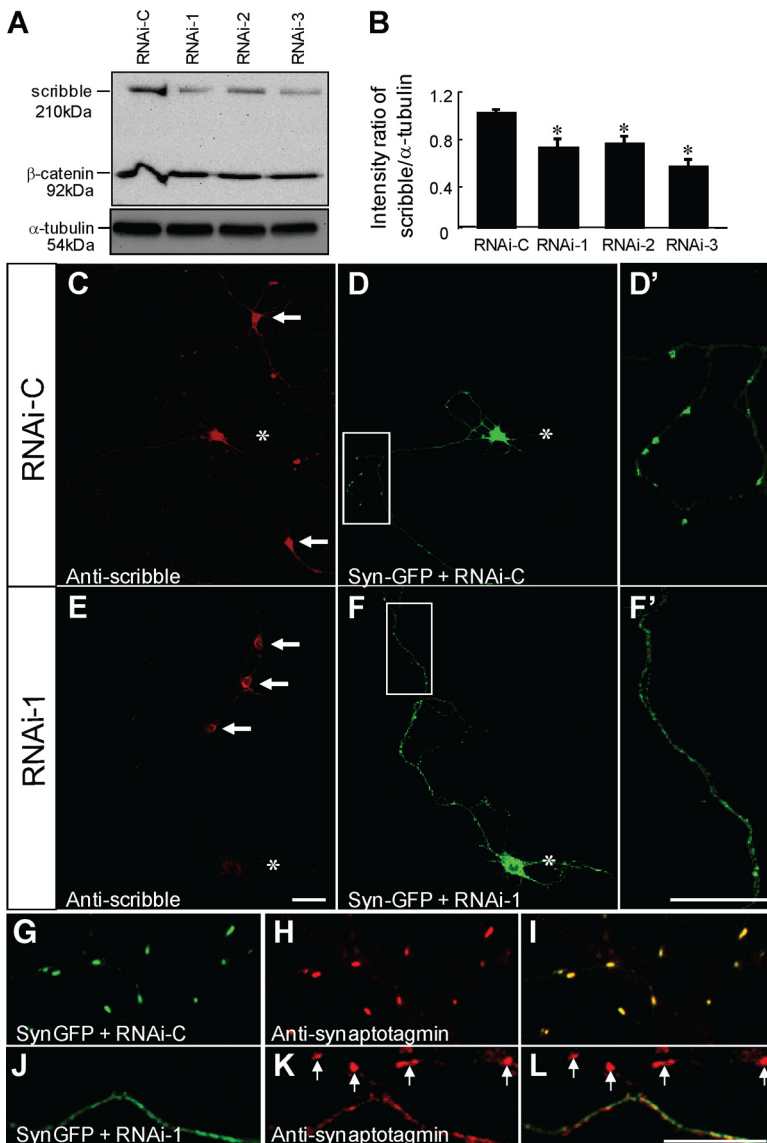 A
RNAi-C
RNAi-1
RNAi-2
RNAi-3
scribble
210kDa
β-catenin
92kDa
α-tubulin
54kDa
B
Intensity ratio of
scribble/α-tubulin
1.2
0.8
0.4
0
*
*
*
RNAi-C
RNAi-1
RNAi-2
RNAi-3
RNAi-C
C
*
Anti-scribble
D
*
Syn-GFP + RNAi-C
D'
RNAi-1
E
*
Anti-scribble
F
*
Syn-GFP + RNAi-1
F'
G
SynGFP + RNAi-C
H
Anti-synaptotagmin
I
J
SynGFP + RNAi-1
K
Anti-synaptotagmin
L